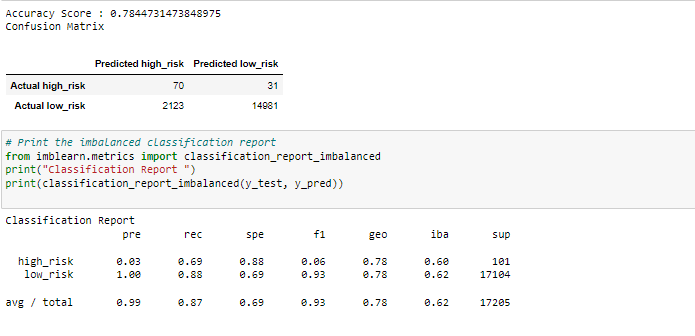 Accuracy Score : 0.7844731473848975
Confusion Matrix
Predicted high_risk Predicted low_risk
Actual high_risk 70 31
Actual low_risk 2123 14981
# Print the imbalanced classification report
from imblearn.metrics import classification_report_imbalanced
print("Classification Report ")
print(classification_report_imbalanced(y_test, y_pred))
Classification Report
pre rec spe f1 geo iba sup
high_risk 0.03 0.69 0.88 0.06 0.78 0.60 101
low_risk 1.00 0.88 0.69 0.93 0.78 0.62 17104
avg / total 0.99 0.87 0.69 0.93 0.78 0.62 17205